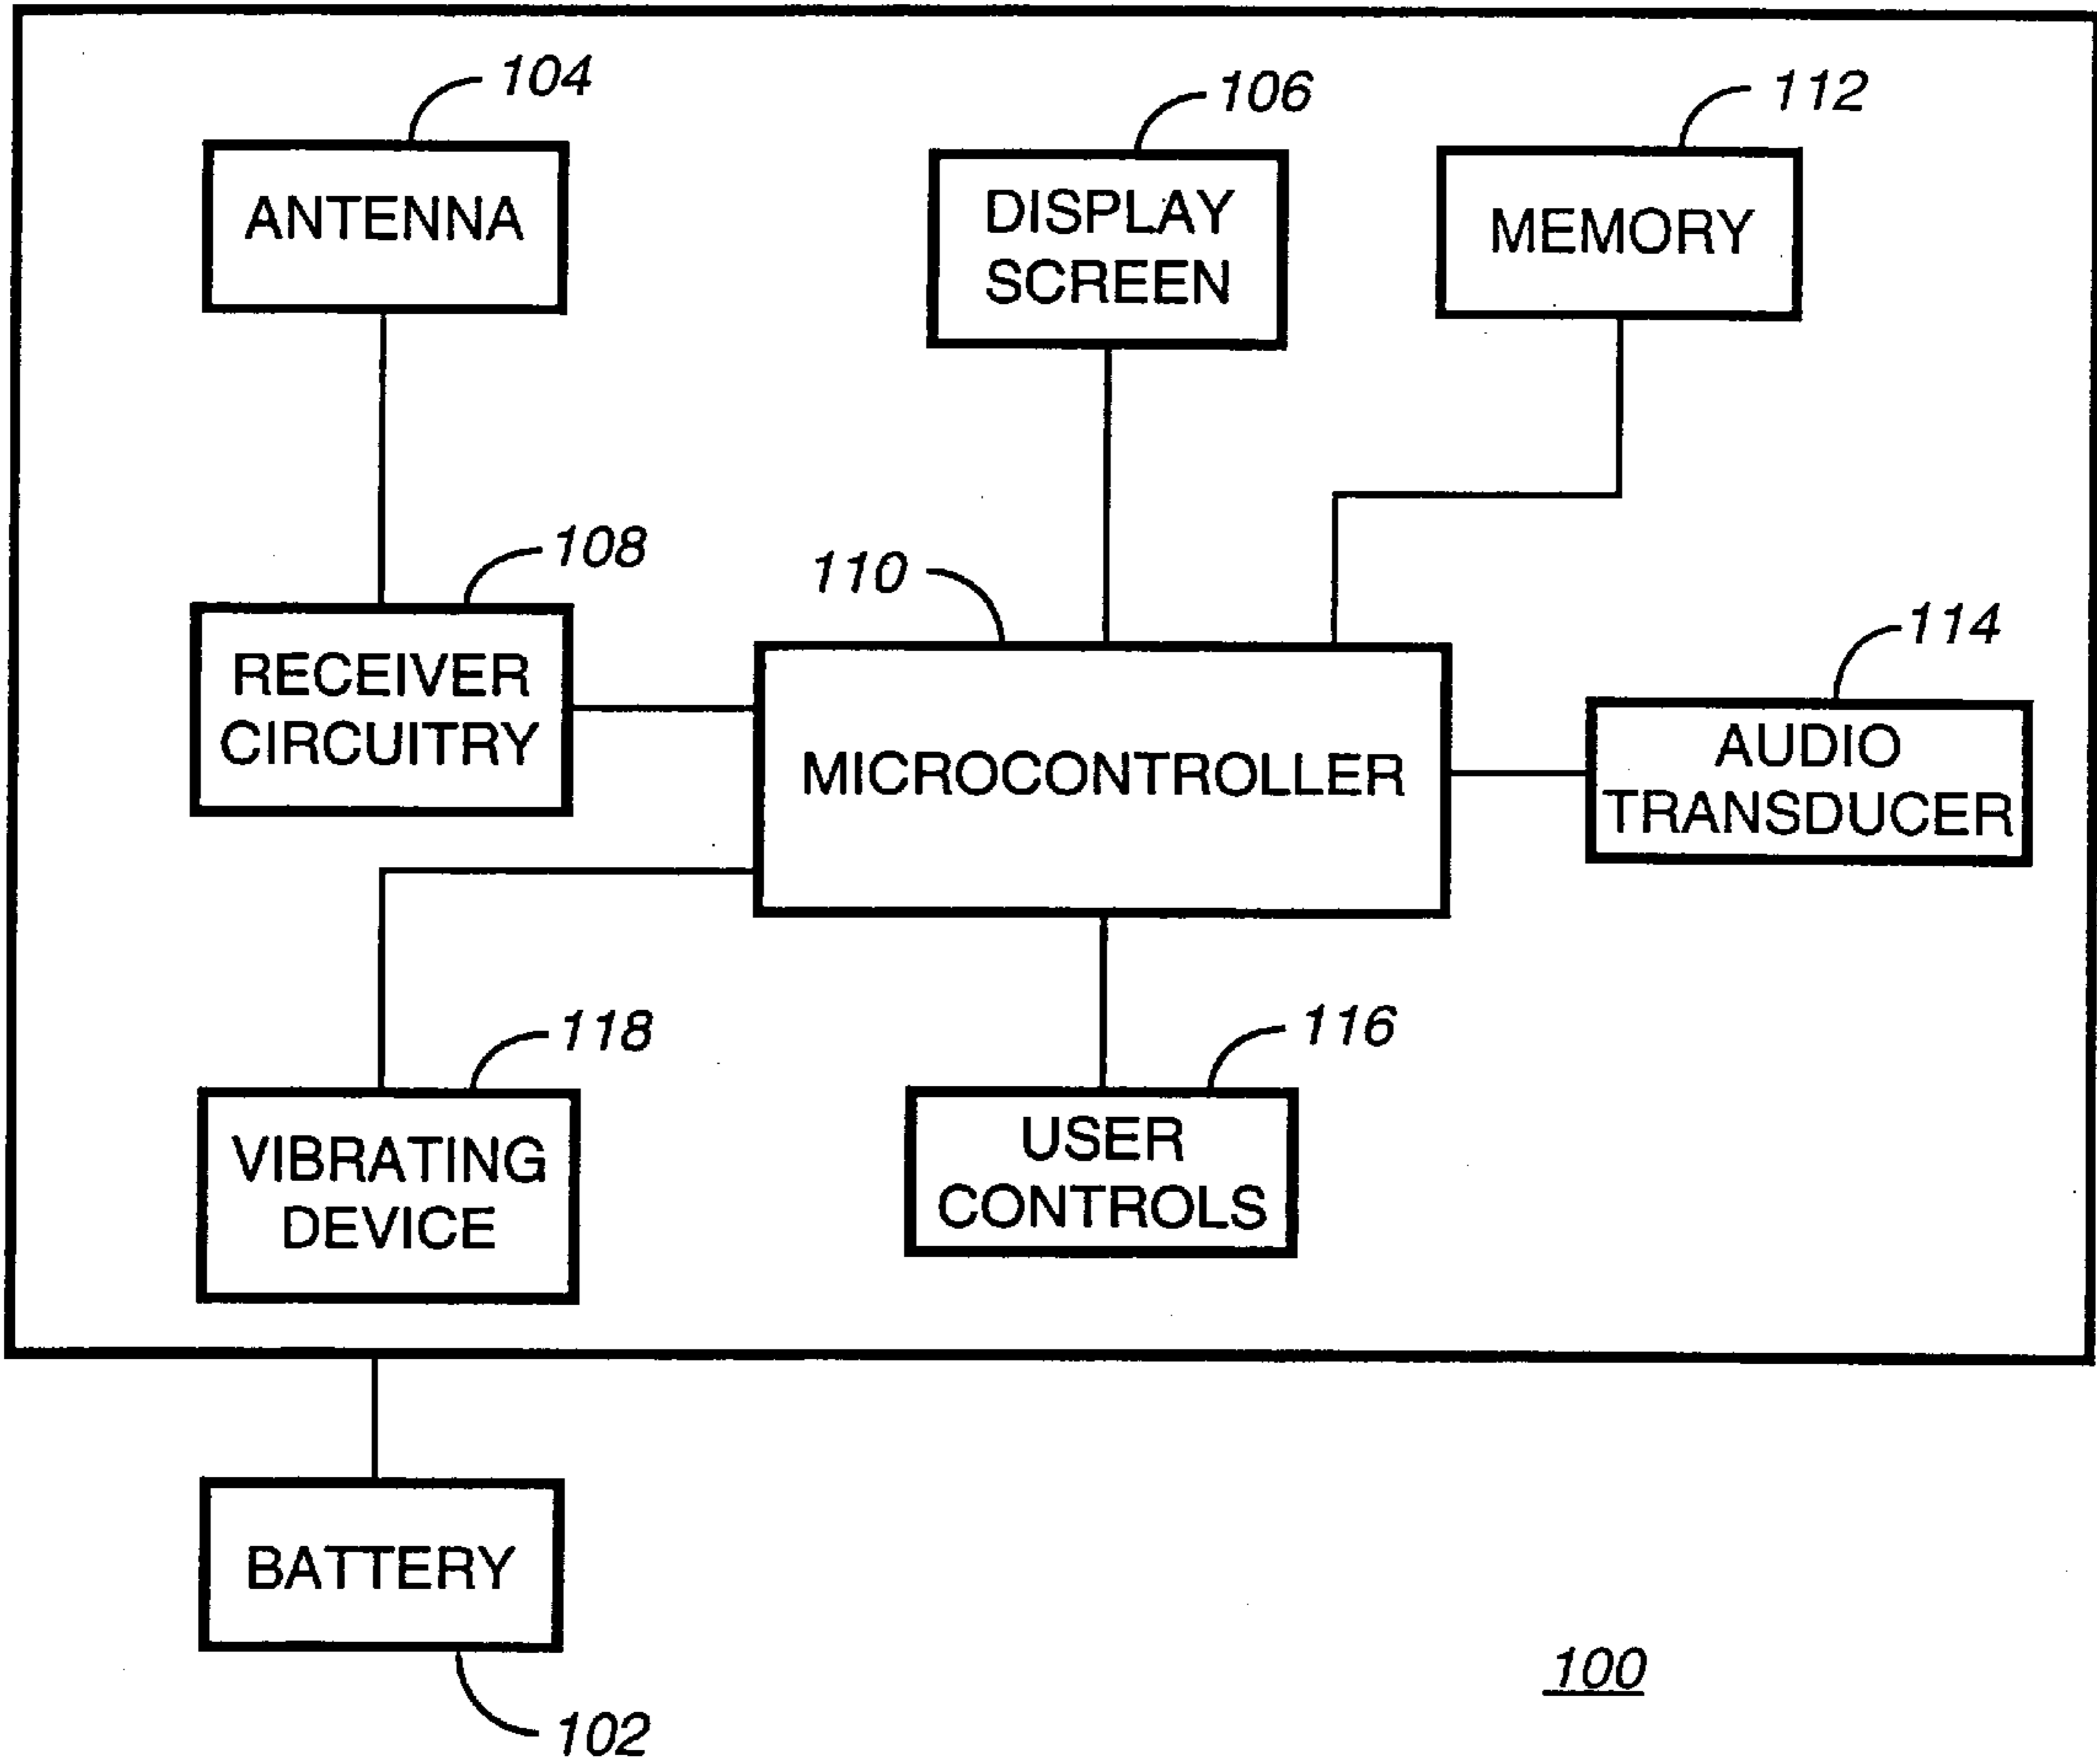 104
106
112
ANTENNA
DISPLAY
SCREEN
MEMORY
108
110
114
RECEIVER
CIRCUITRY
MICROCONTROLLER
AUDIO
TRANSDUCER
118
116
VIBRATING
DEVICE
USER
CONTROLS
BATTERY
102
100